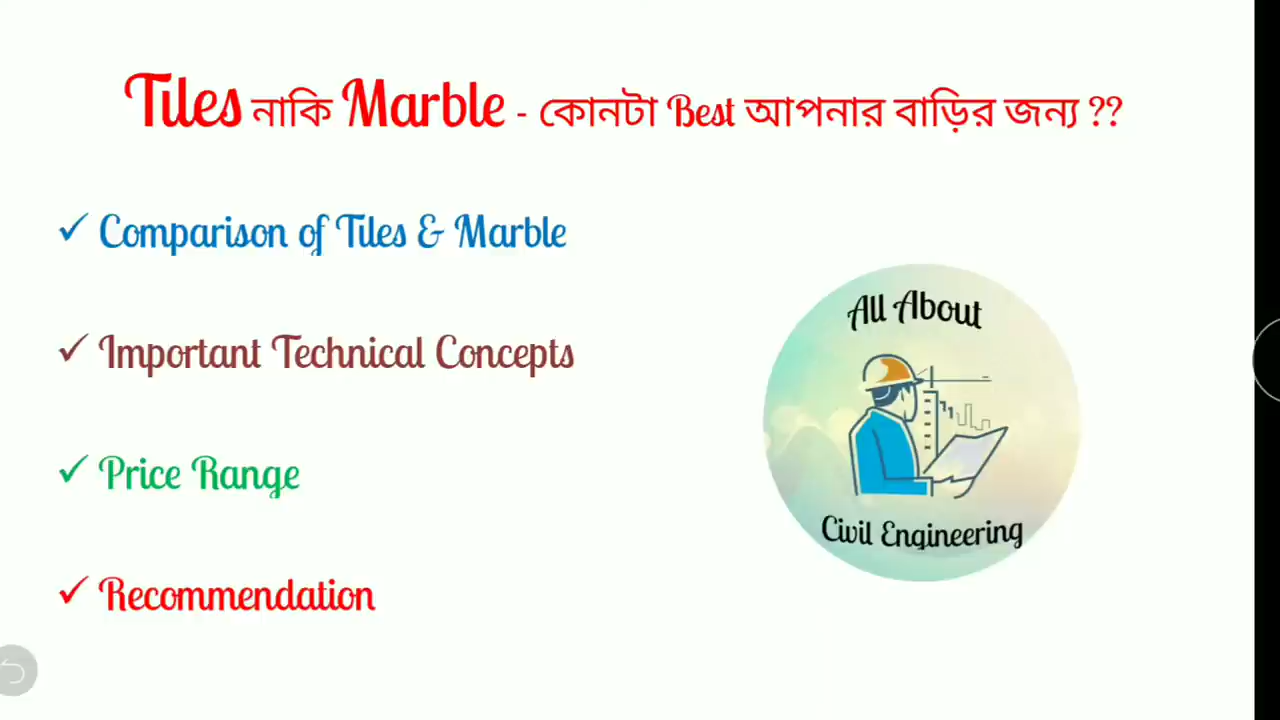 Tiles নাকি Marble - কোনটা Best আপনার বাড়ির জন্য ??
✓ Comparison of Tiles & Marble
✓ Important Technical Concepts
✓ Price Range
✓ Recommendation
All About
Civil Engineering